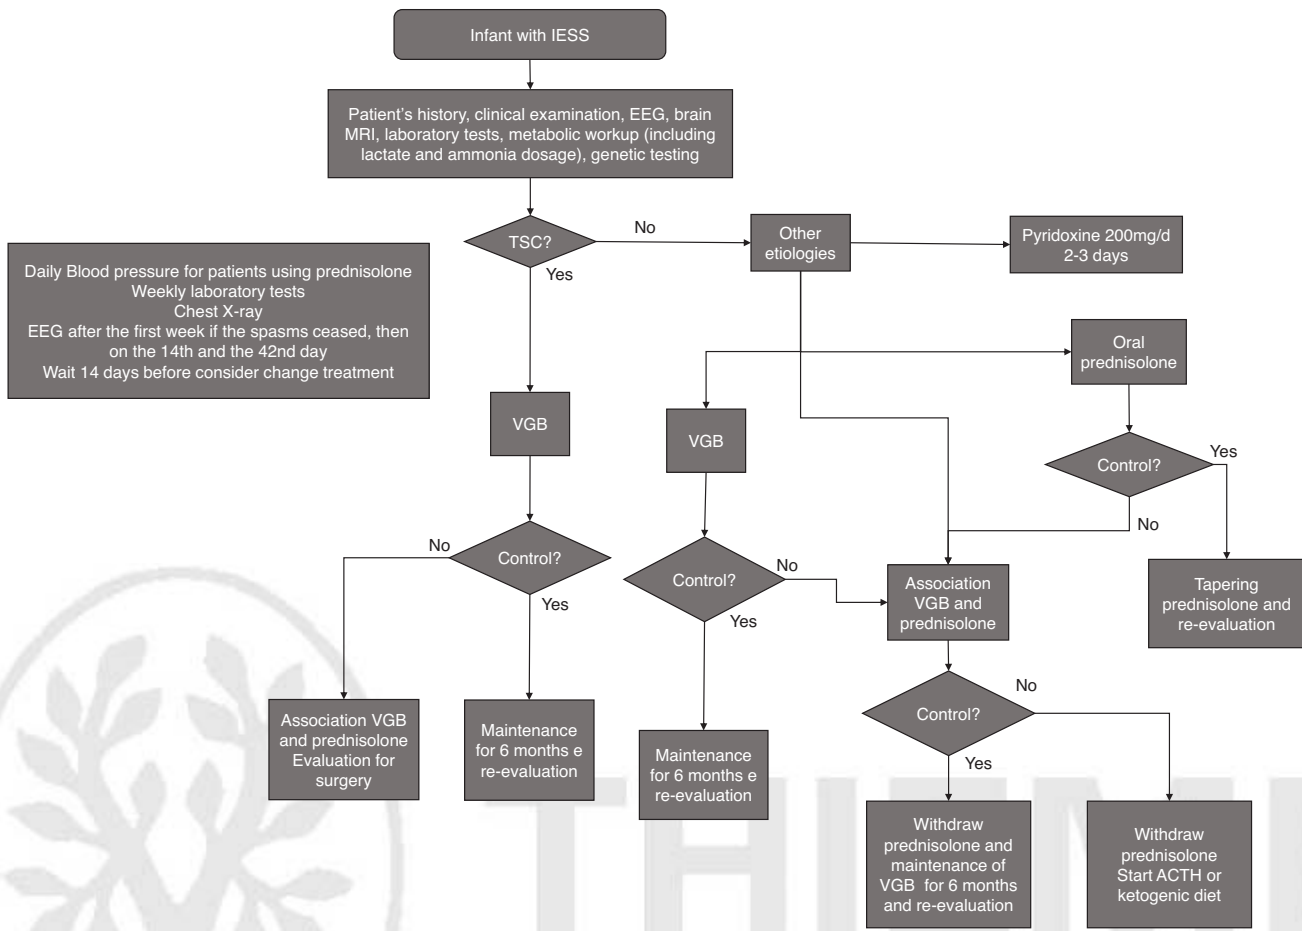 Infant with IESS
Patient's history, clinical examination, EEG, brain
MRI, laboratory tests, metabolic workup (including
lactate and ammonia dosage), genetic testing
TSC?
No
Yes
Other
etiologies
Pyridoxine 200mg/d
2-3 days
Daily Blood pressure for patients using prednisolone
Weekly laboratory tests
Chest X-ray
EEG after the first week if the spasms ceased, then
on the 14th and the 42nd day
Wait 14 days before consider change treatment
Oral
prednisolone
VGB
VGB
Control?
Yes
No
Control?
No
Yes
Control?
No
Yes
Association
VGB and
prednisolone
Tapering
prednisolone and
re-evaluation
Control?
No
Yes
Association VGB
and prednisolone
Evaluation for
surgery
Maintenance
for 6 months e
re-evaluation
Maintenance
for 6 months e
re-evaluation
Withdraw
prednisolone and
maintenance of
VGB for 6 months
and re-evaluation
Withdraw
prednisolone
Start ACTH or
ketogenic diet
THIEM